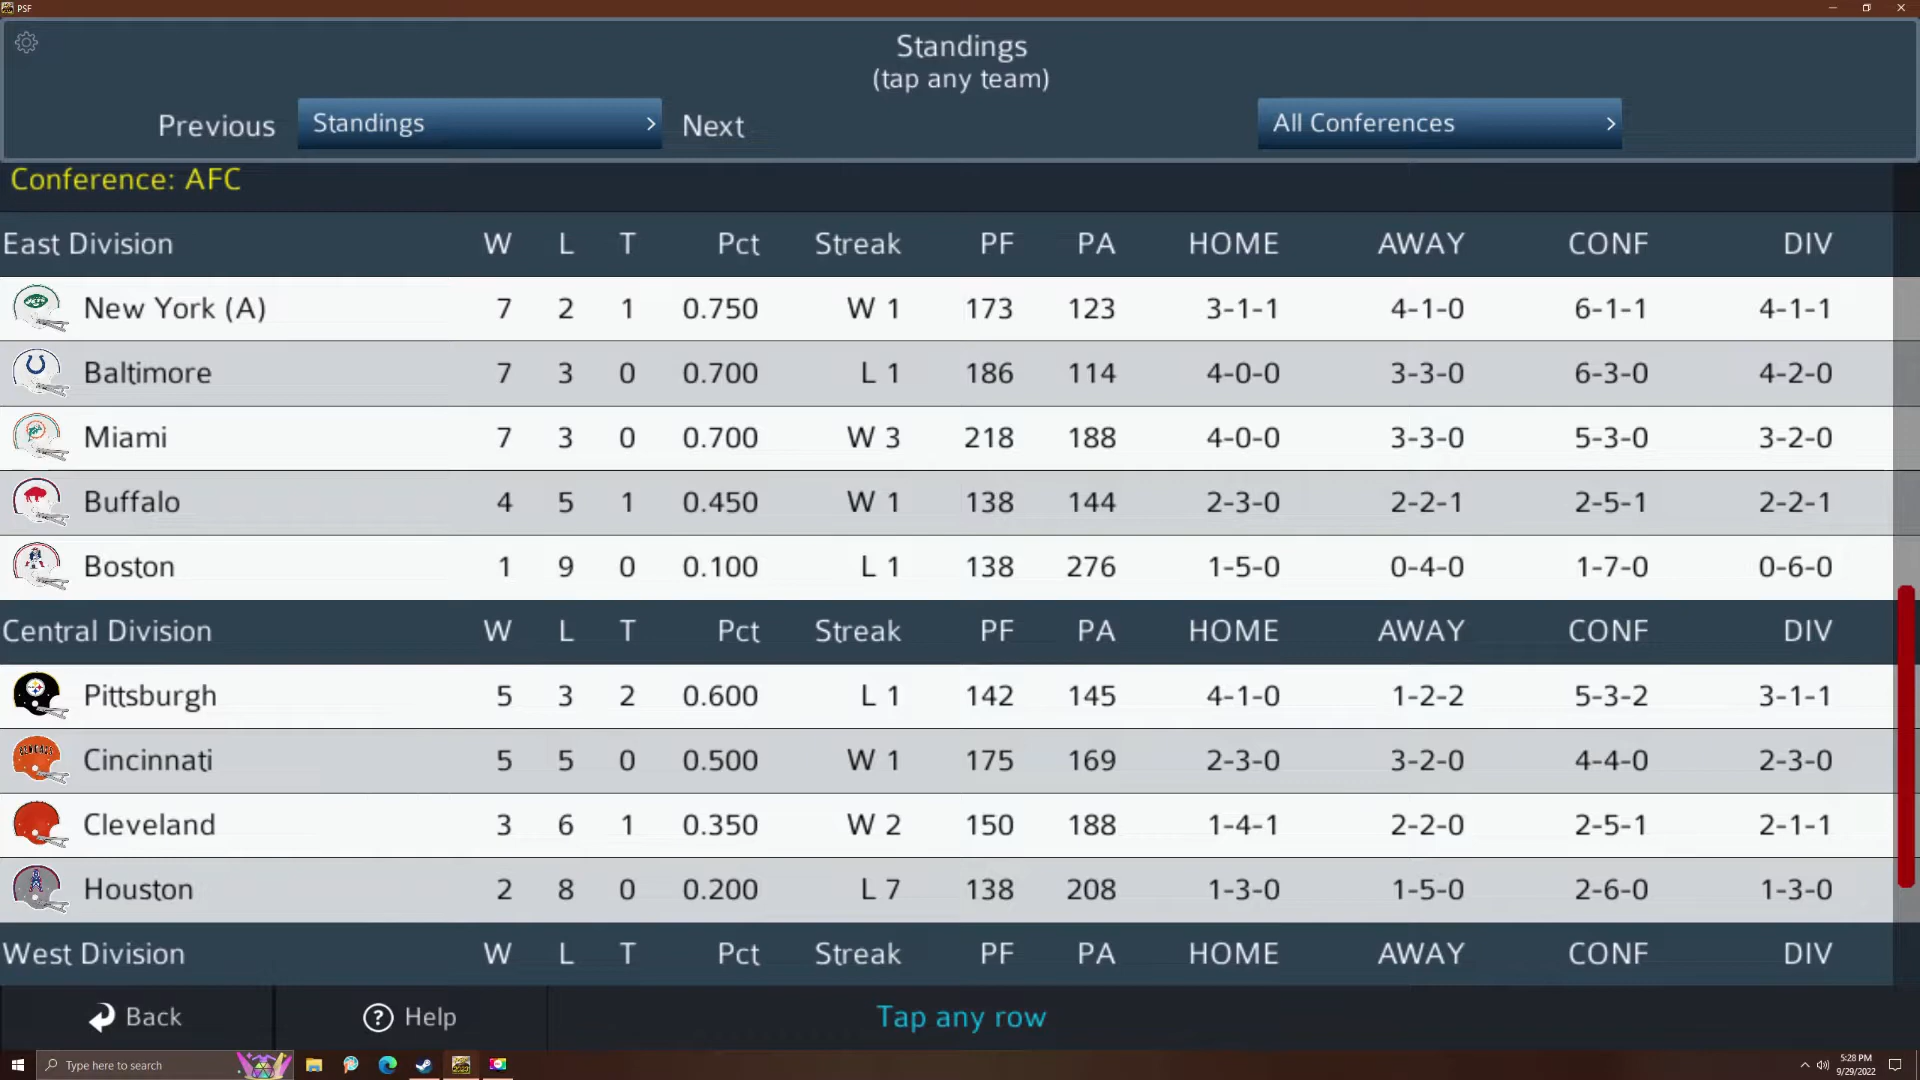 PSF
Standings
(tap any team)
Previous Standings > Next All Conferences >
Conference: AFC
East Division W L T Pct Streak PF PA HOME AWAY CONF DIV
New York (A) 7 2 1 0.750 W 1 173 123 3-1-1 4-1-0 6-1-1 4-1-1
Baltimore 7 3 0 0.700 L 1 186 114 4-0-0 3-3-0 6-3-0 4-2-0
Miami 7 3 0 0.700 W 3 218 188 4-0-0 3-3-0 5-3-0 3-2-0
Buffalo 4 5 1 0.450 W 1 138 144 2-3-0 2-2-1 2-5-1 2-2-1
Boston 1 9 0 0.100 L 1 138 276 1-5-0 0-4-0 1-7-0 0-6-0
Central Division W L T Pct Streak PF PA HOME AWAY CONF DIV
Pittsburgh 5 3 2 0.600 L 1 142 145 4-1-0 1-2-2 5-3-2 3-1-1
Cincinnati 5 5 0 0.500 W 1 175 169 2-3-0 3-2-0 4-4-0 2-3-0
Cleveland 3 6 1 0.350 W 2 150 188 1-4-1 2-2-0 2-5-1 2-1-1
Houston 2 8 0 0.200 L 7 138 208 1-3-0 1-5-0 2-6-0 1-3-0
West Division W L T Pct Streak PF PA HOME AWAY CONF DIV
Back ? Help Tap any row
Type here to search
5:28 PM
9/29/2022